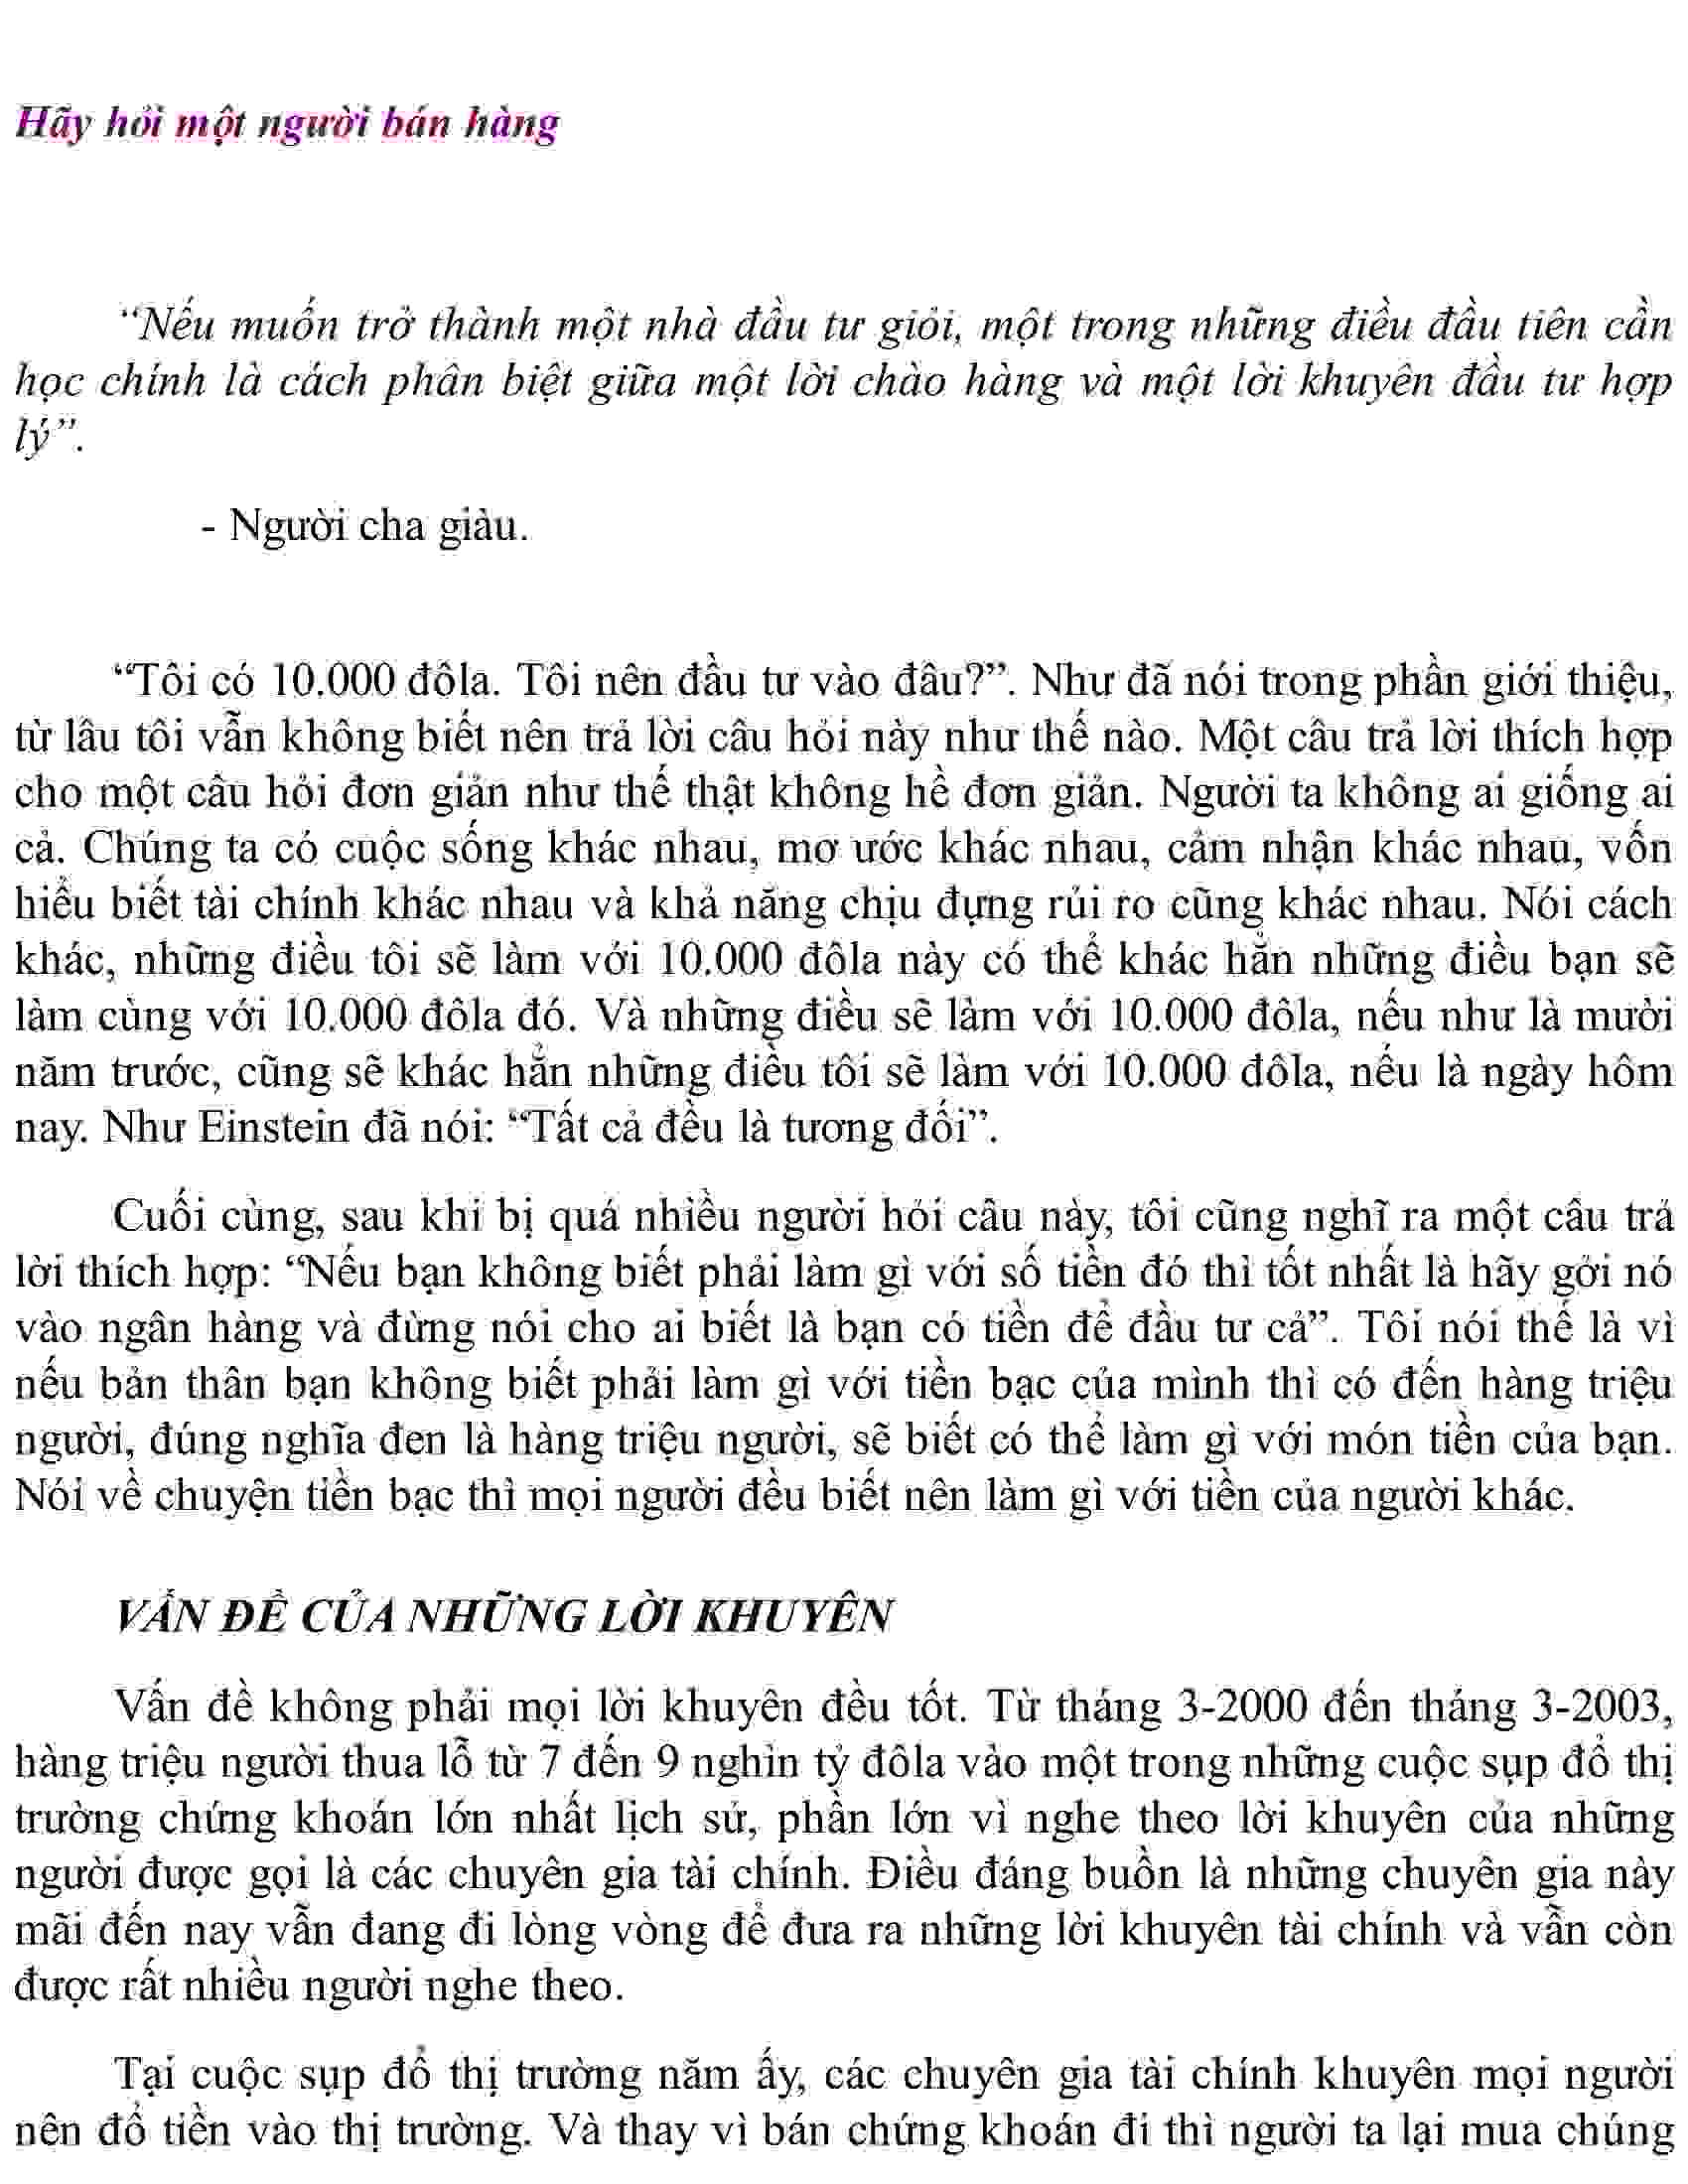 Hãy hỏi một người bán hàng
“Nếu muốn trở thành một nhà đầu tư giỏi, một trong những điều đầu tiên cần
học chính là cách phân biệt giữa một lời chào hàng và một lời khuyên đầu tư hợp
lý”.
- Người cha giàu.
“Tôi có 10.000 đôla. Tôi nên đầu tư vào đâu?”. Như đã nói trong phần giới thiệu,
từ lâu tôi vẫn không biết nên trả lời câu hỏi này như thế nào. Một câu trả lời thích hợp
cho một câu hỏi đơn giản như thế thật không hề đơn giản. Người ta không ai giống ai
cả. Chúng ta có cuộc sống khác nhau, mơ ước khác nhau, cảm nhận khác nhau, vốn
hiểu biết tài chính khác nhau và khả năng chịu đựng rủi ro cũng khác nhau. Nói cách
khác, những điều tôi sẽ làm với 10.000 đôla này có thể khác hẳn những điều bạn sẽ
làm cùng với 10.000 đôla đó. Và những điều sẽ làm với 10.000 đôla, nếu như là mười
năm trước, cũng sẽ khác hẳn những điều tôi sẽ làm với 10.000 đôla, nếu là ngày hôm
nay. Như Einstein đã nói: “Tất cả đều là tương đối”.
Cuối cùng, sau khi bị quá nhiều người hỏi câu này, tôi cũng nghĩ ra một câu trả
lời thích hợp: “Nếu bạn không biết phải làm gì với số tiền đó thì tốt nhất là hãy gởi nó
vào ngân hàng và đừng nói cho ai biết là bạn có tiền để đầu tư cả”. Tôi nói thế là vì
nếu bản thân bạn không biết phải làm gì với tiền bạc của mình thì có đến hàng triệu
người, đúng nghĩa đen là hàng triệu người, sẽ biết có thể làm gì với món tiền của bạn.
Nói về chuyện tiền bạc thì mọi người đều biết nên làm gì với tiền của người khác.
VẤN ĐỀ CỦA NHỮNG LỜI KHUYÊN
Vấn đề không phải mọi lời khuyên đều tốt. Từ tháng 3-2000 đến tháng 3-2003,
hàng triệu người thua lỗ từ 7 đến 9 nghìn tỷ đôla vào một trong những cuộc sụp đổ thị
trường chứng khoán lớn nhất lịch sử, phần lớn vì nghe theo lời khuyên của những
người được gọi là các chuyên gia tài chính. Điều đáng buồn là những chuyên gia này
mãi đến nay vẫn đang đi lòng vòng để đưa ra những lời khuyên tài chính và vẫn còn
được rất nhiều người nghe theo.
Tại cuộc sụp đổ thị trường năm ấy, các chuyên gia tài chính khuyên mọi người
nên đổ tiền vào thị trường. Và thay vì bán chứng khoán đi thì người ta lại mua chúng